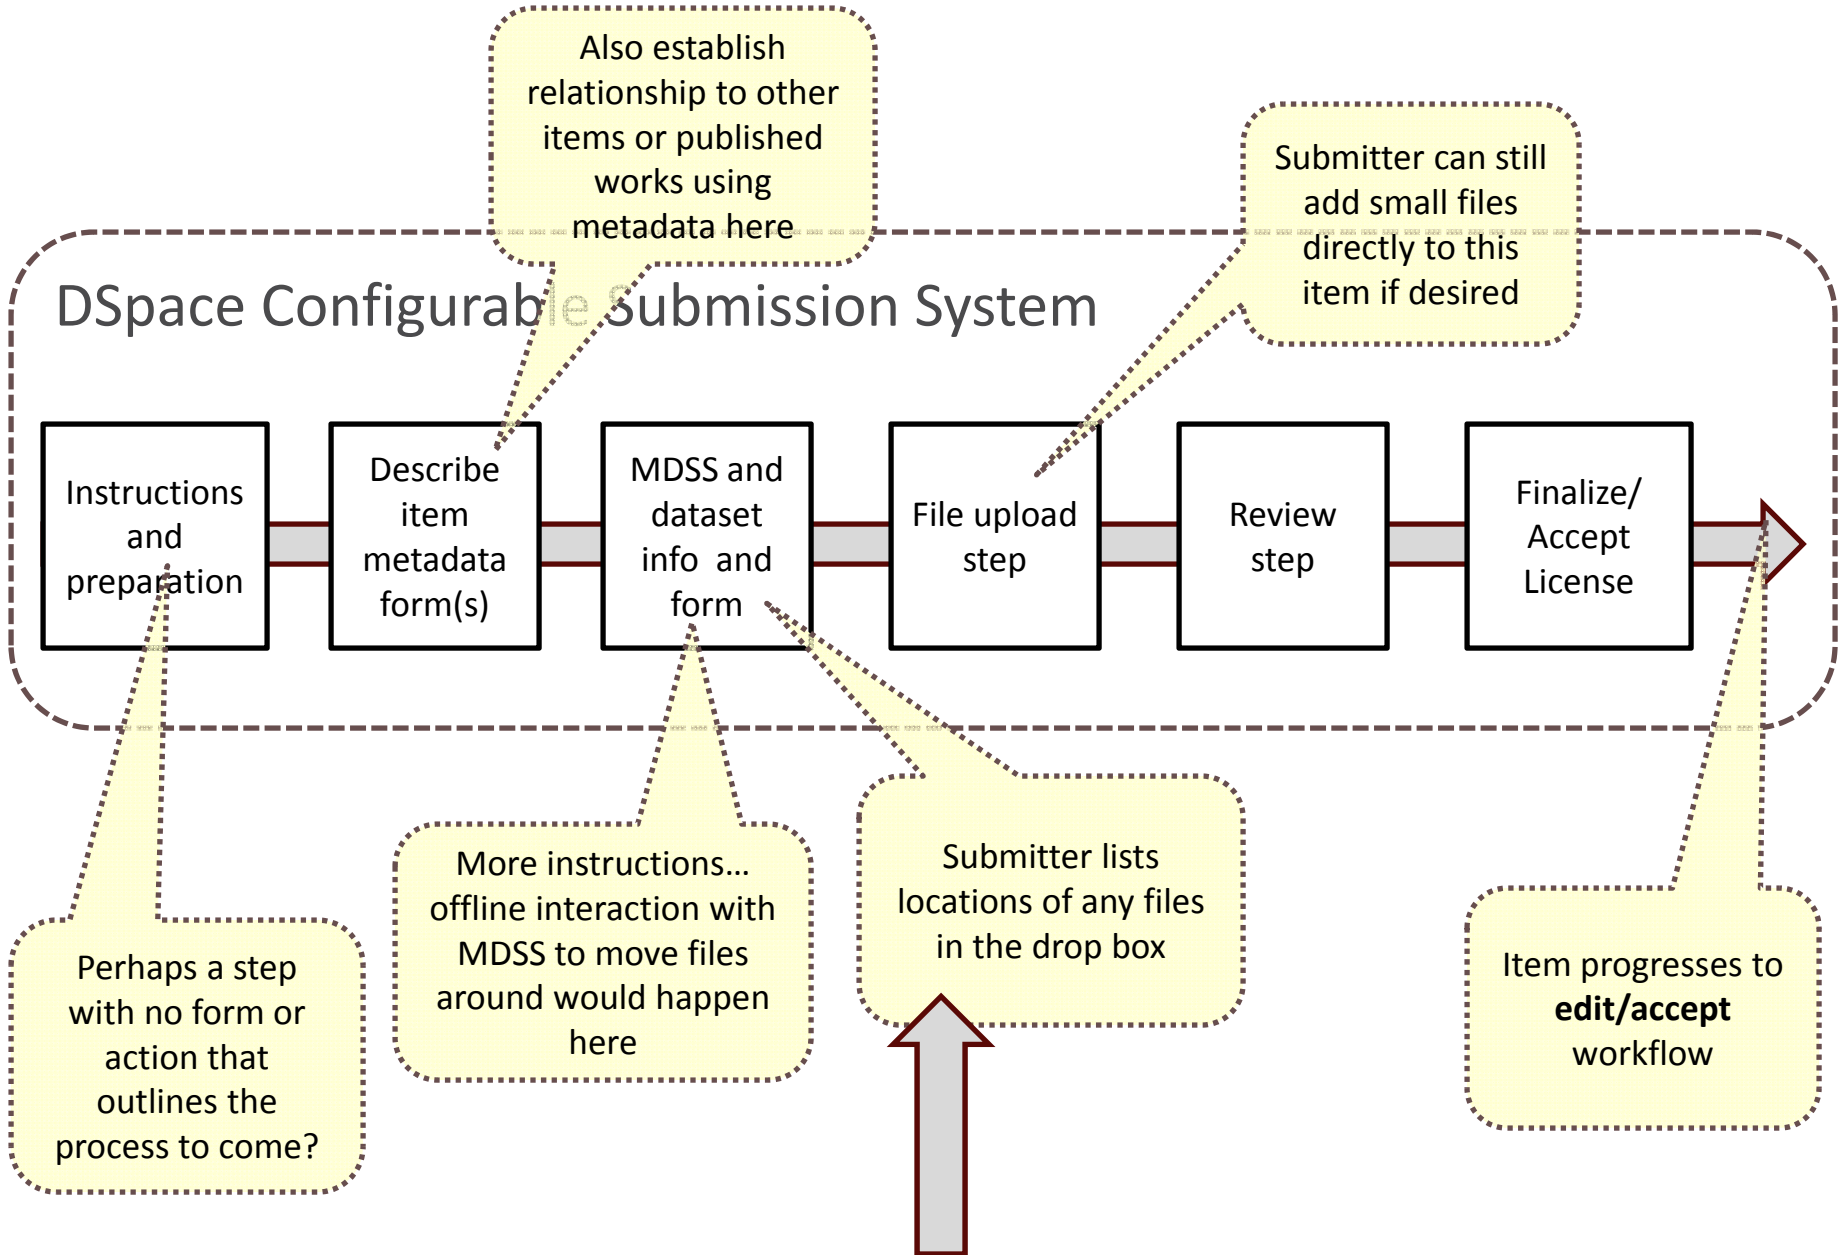 Also establish
relationship to other
items or published
works using
metadata here
Submitter can still
add small files
directly to this
item if desired
DSpace Configurable Submission System
Instructions
and
preparation
Describe
item
metadata
form(s)
MDSS and
dataset
info and
form
File upload
step
Review
step
Finalize/
Accept
License
Perhaps a step
with no form or
action that
outlines the
process to come?
More instructions…
offline interaction with
MDSS to move files
around would happen
here
Submitter lists
locations of any files
in the drop box
Item progresses to
edit/accept
workflow